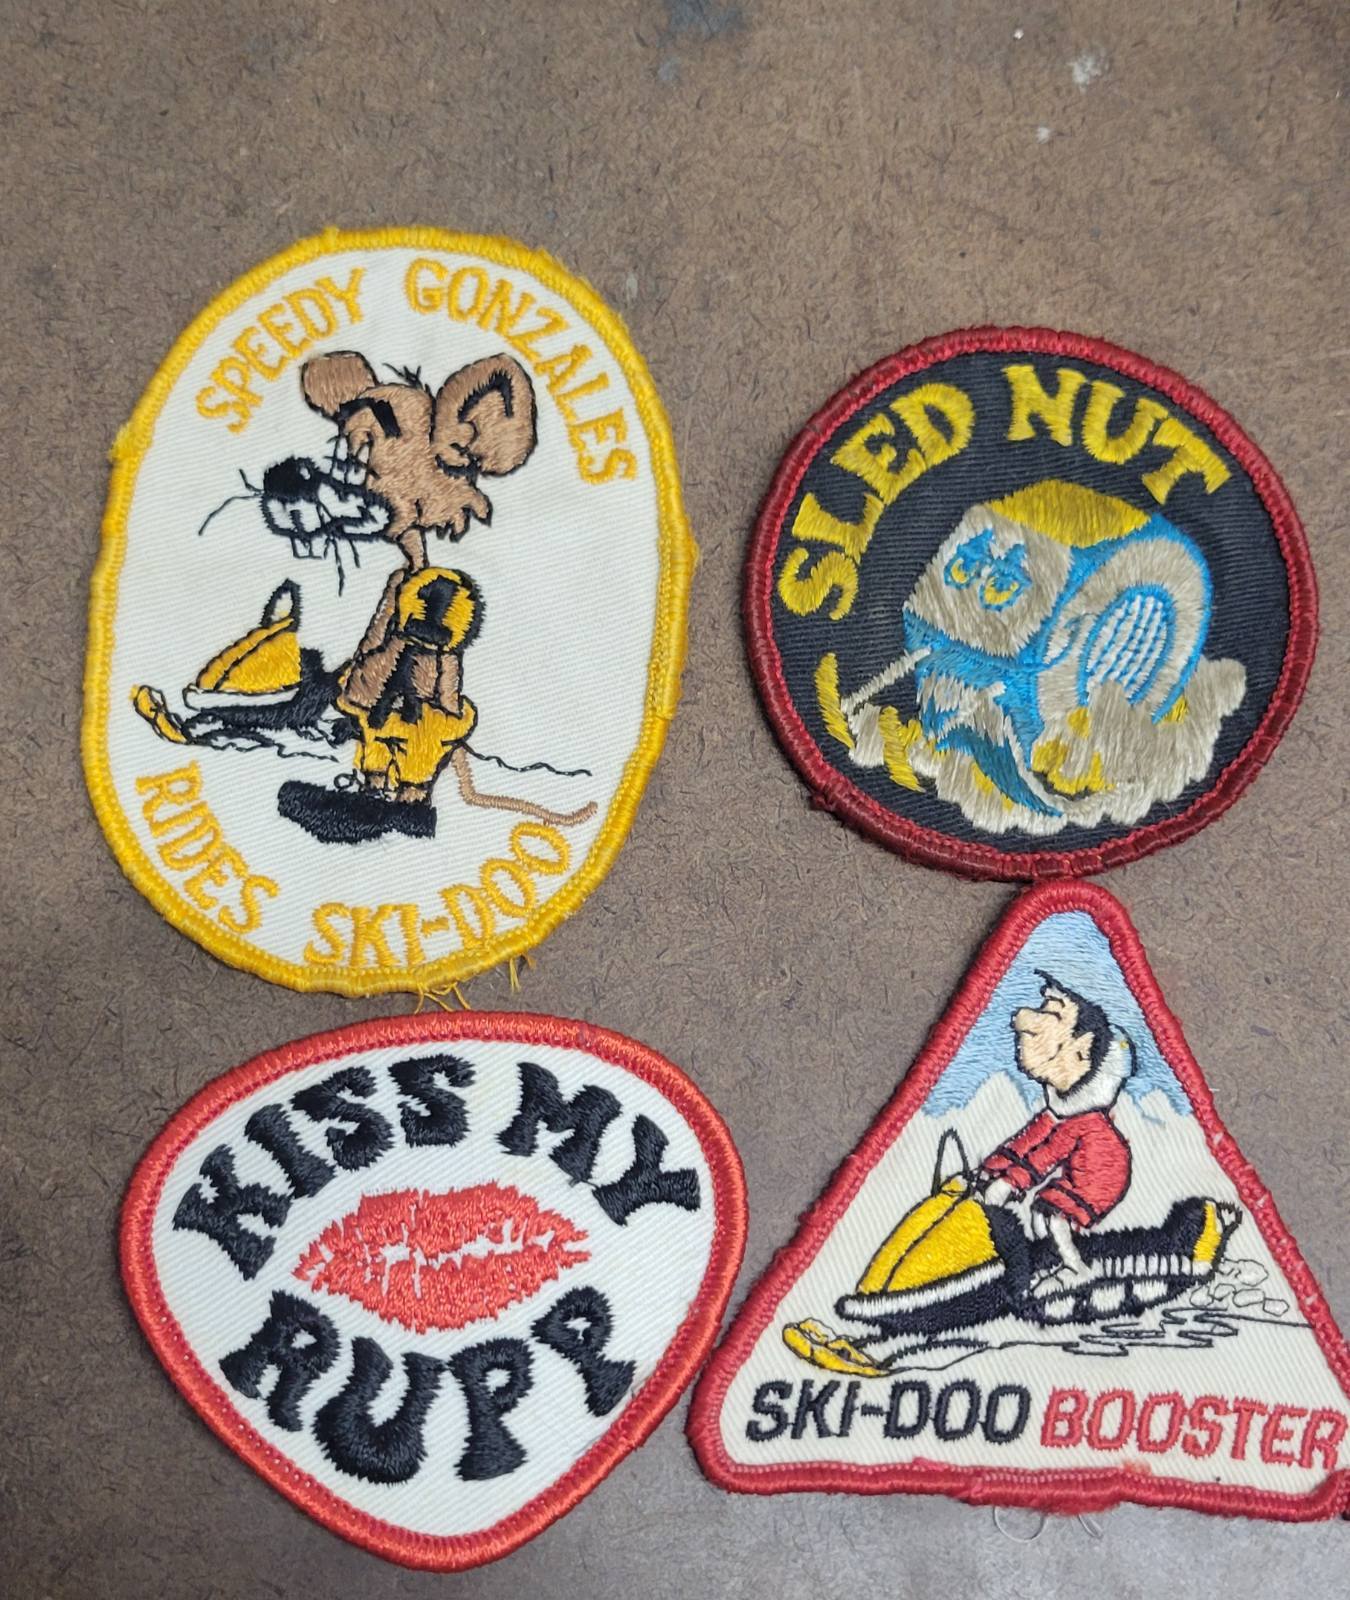 SPEEDY GONZALES
RIDES SKI-DOO
SLED NUT
KISS MY
RUPP
SKI-DOO BOOSTER